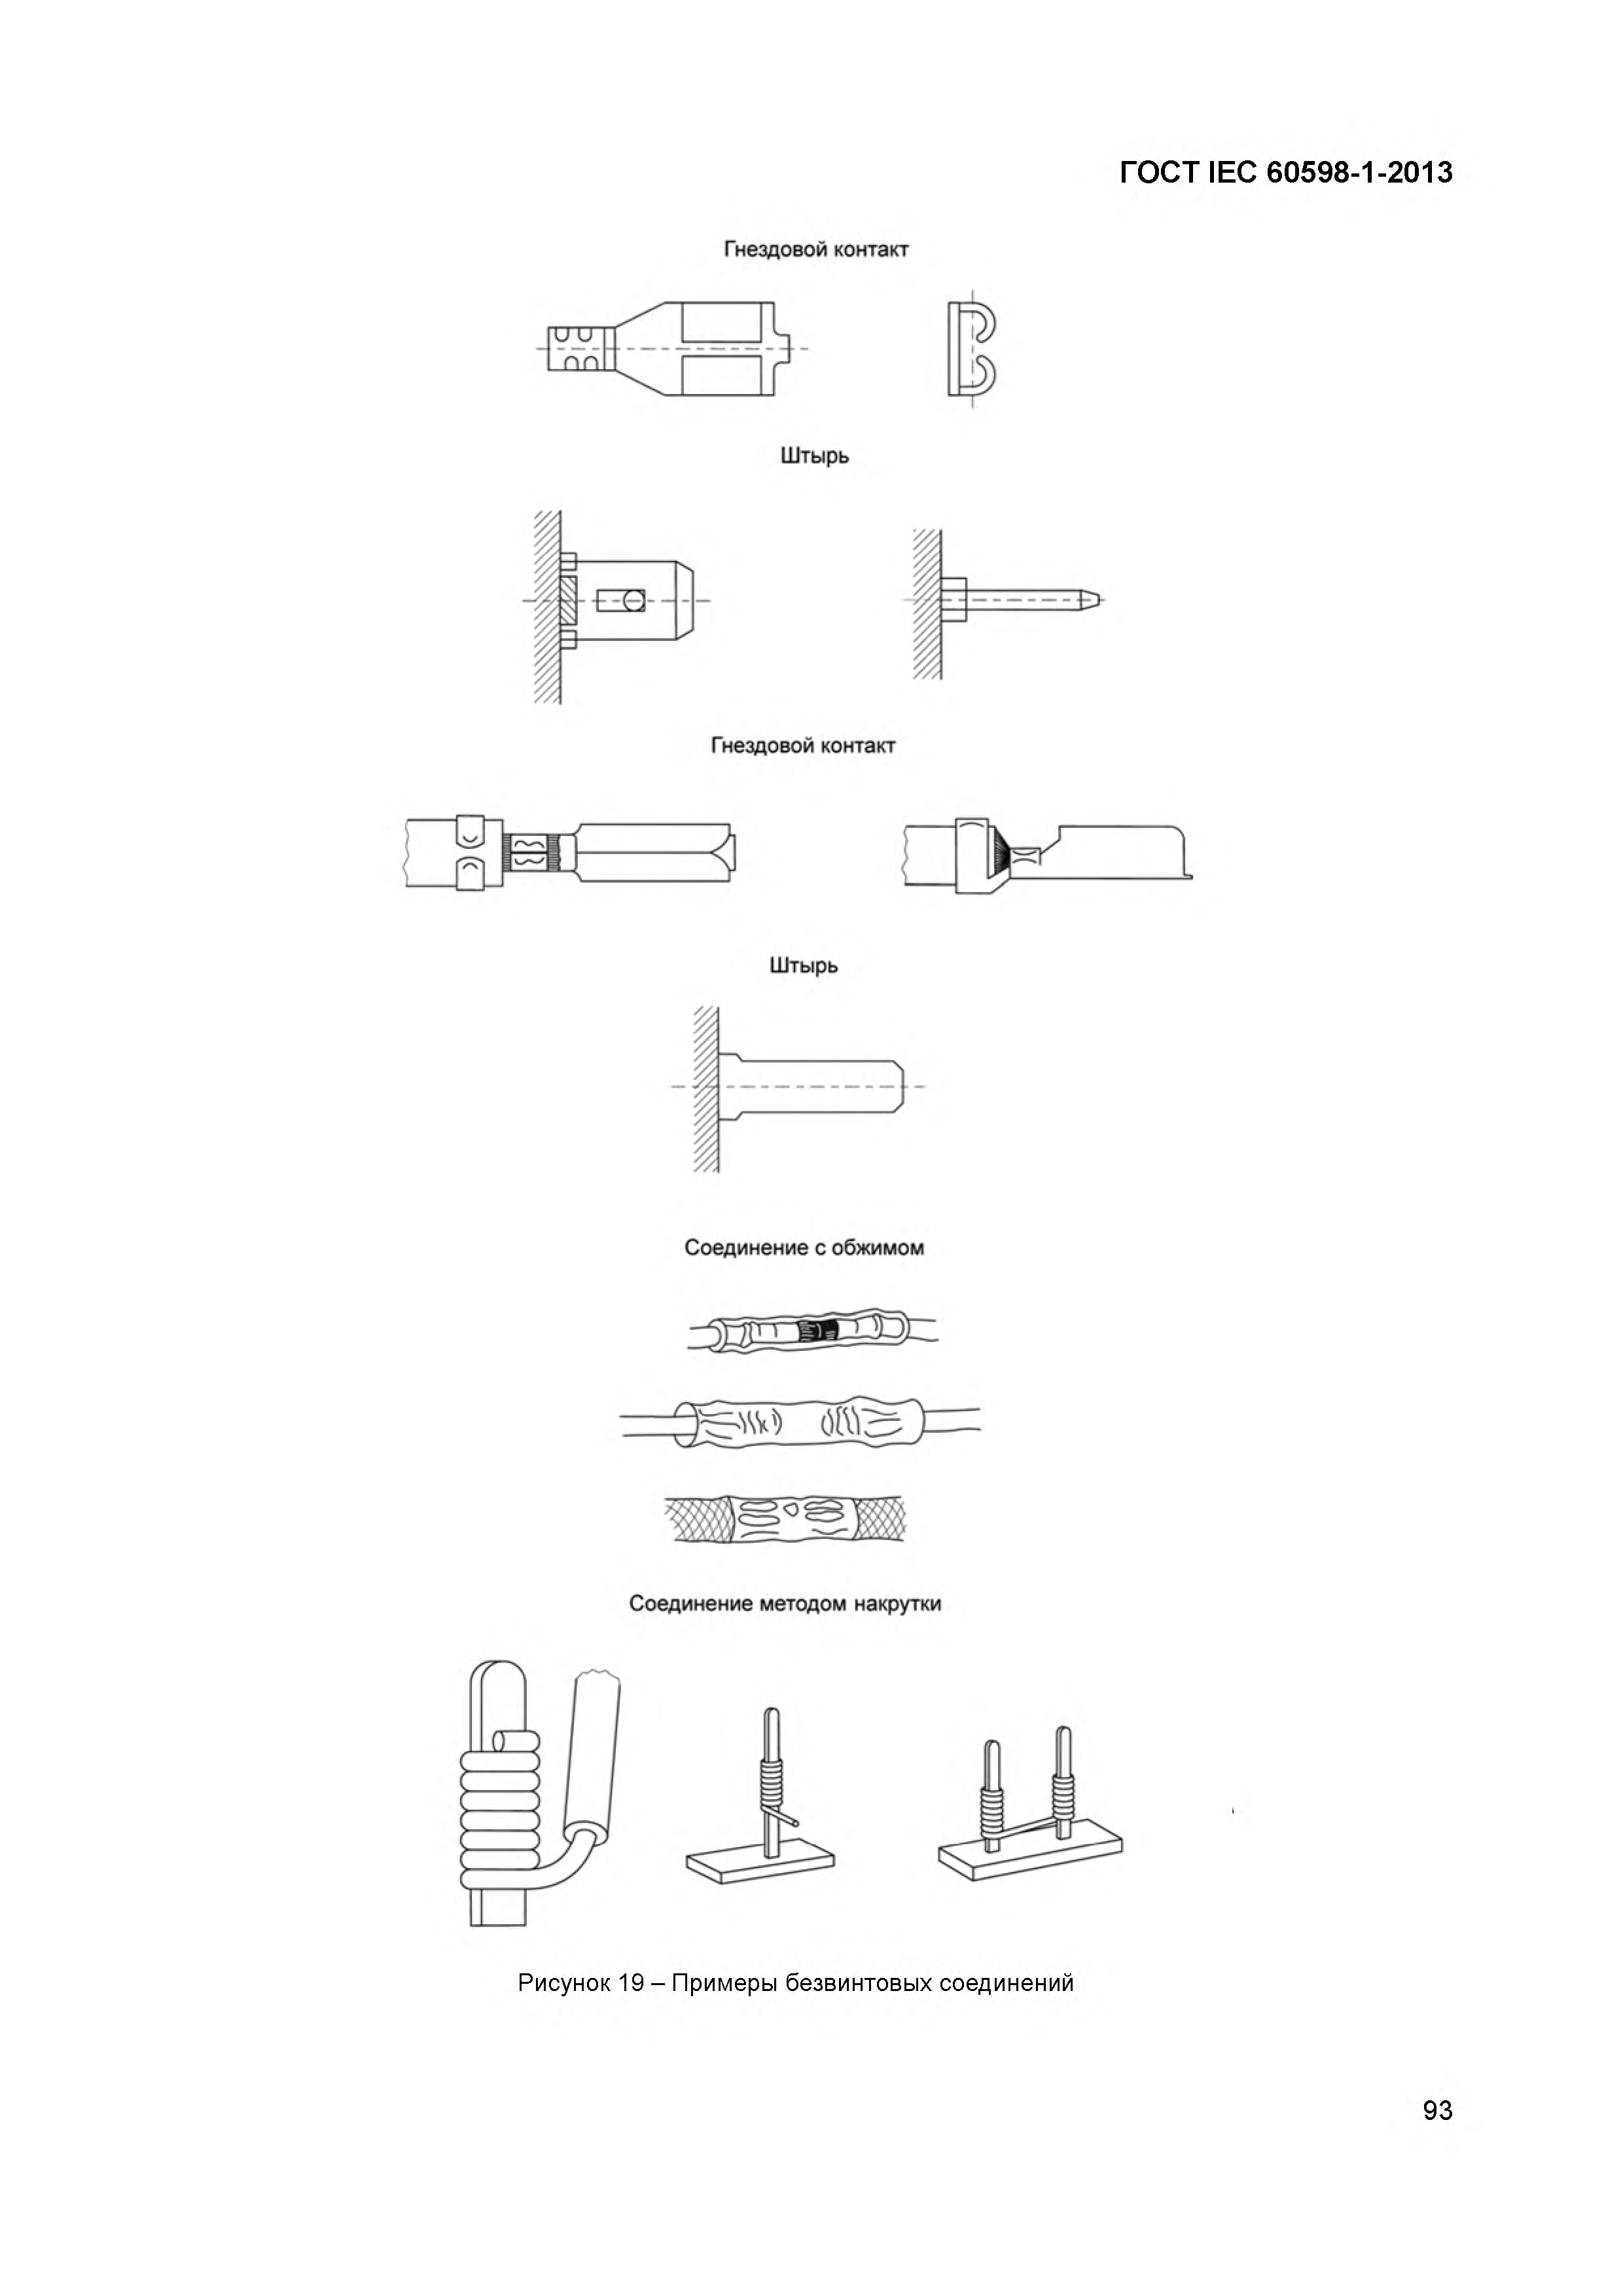 ГОСТ IEC 60598-1-2013
Гнездовой контакт
Штырь
Гнездовой контакт
Штырь
Соединение с обжимом
Соединение методом накрутки
Рисунок 19 – Примеры безвинтовых соединений
93